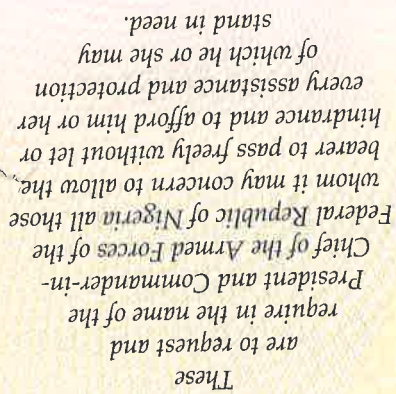 These
are to request and
require in the name of the
President and Commander-in-
Chief of the Armed Forces of the
Federal Republic of Nigeria all those
whom it may concern to allow the
bearer to pass freely without let or
hindrance and to afford him or her
every assistance and protection
of which he or she may
stand in need.